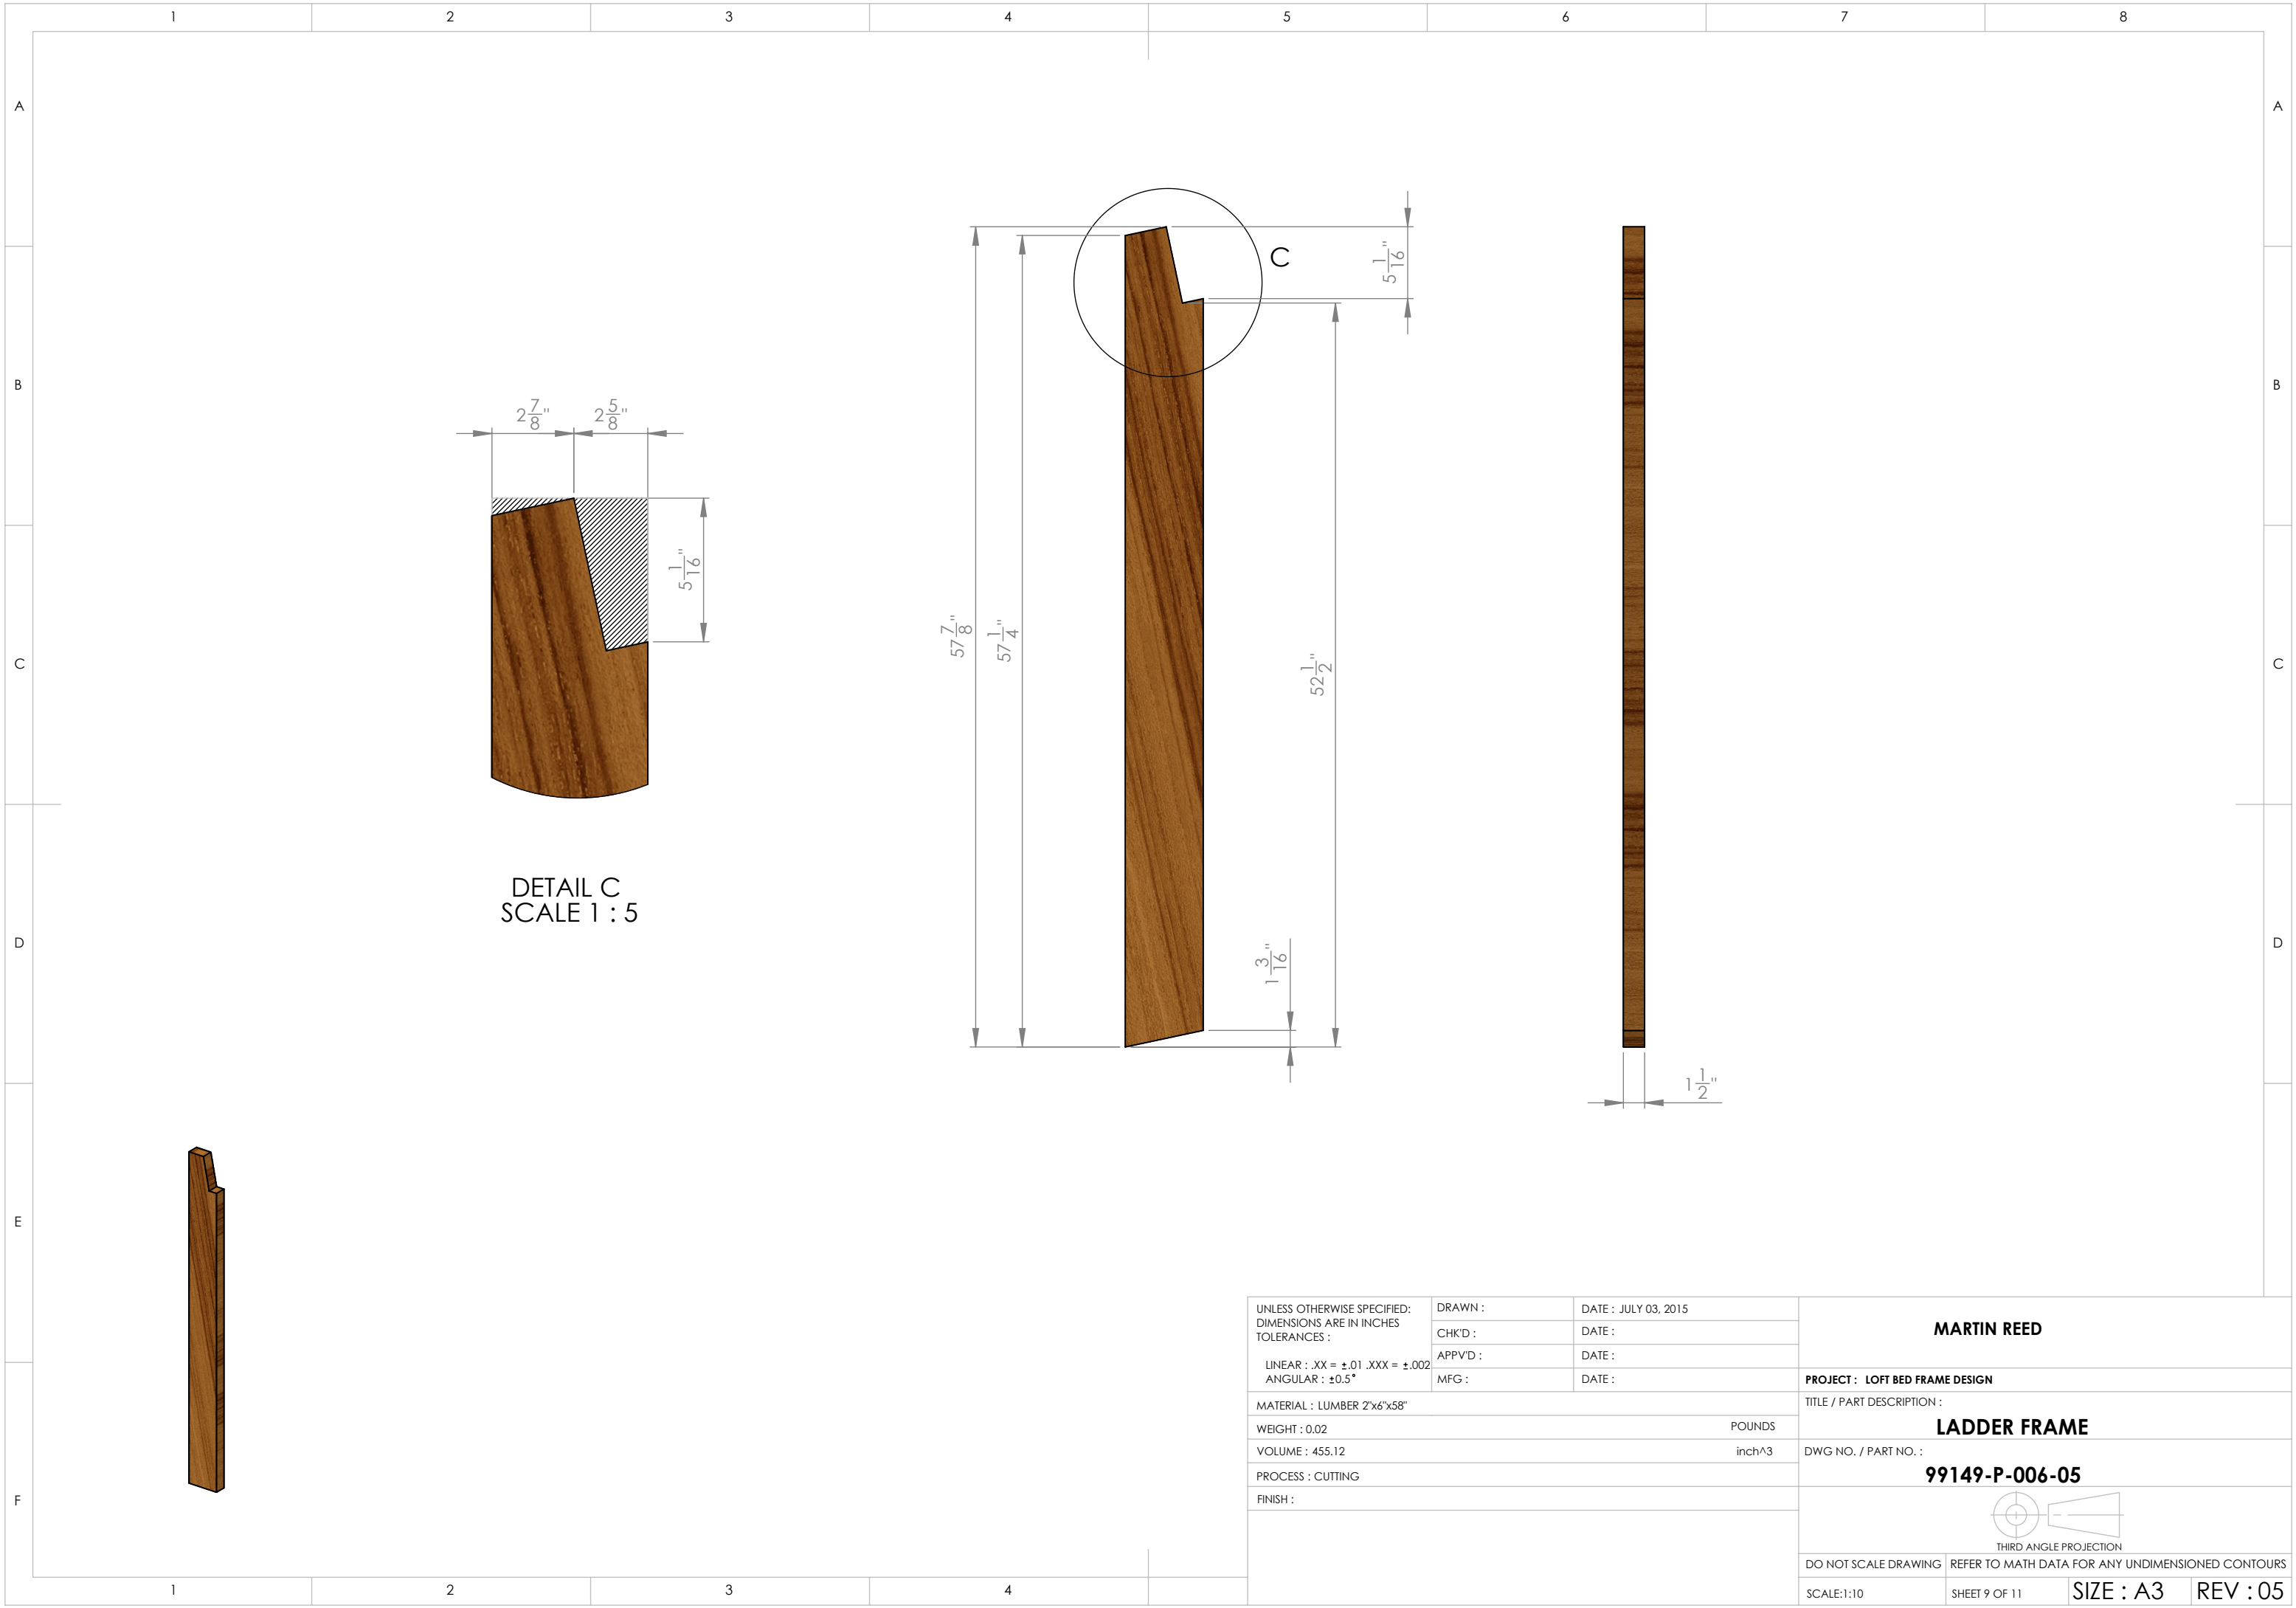 1 2 3 4 5 6 7 8
A A
B B
C C
D D
E
F
C
5 1/16"
2 7/8" 2 5/8"
5 1/16"
57 7/8"
57 1/4"
52 1/2"
1 3/16"
1 1/2"
DETAIL C
SCALE 1 : 5
UNLESS OTHERWISE SPECIFIED:
DIMENSIONS ARE IN INCHES
TOLERANCES :
LINEAR : .XX = ±.01 .XXX = ±.002
ANGULAR : ±0.5°
DRAWN : DATE : JULY 03, 2015
CHK'D : DATE :
APPV'D : DATE :
MFG : DATE :
MATERIAL : LUMBER 2"x6"x58"
WEIGHT : 0.02 POUNDS
VOLUME : 455.12 inch^3
PROCESS : CUTTING
FINISH :
MARTIN REED
PROJECT : LOFT BED FRAME DESIGN
TITLE / PART DESCRIPTION :
LADDER FRAME
DWG NO. / PART NO. :
99149-P-006-05
THIRD ANGLE PROJECTION
DO NOT SCALE DRAWING REFER TO MATH DATA FOR ANY UNDIMENSIONED CONTOURS
SCALE:1:10 SHEET 9 OF 11 SIZE : A3 REV : 05
1 2 3 4